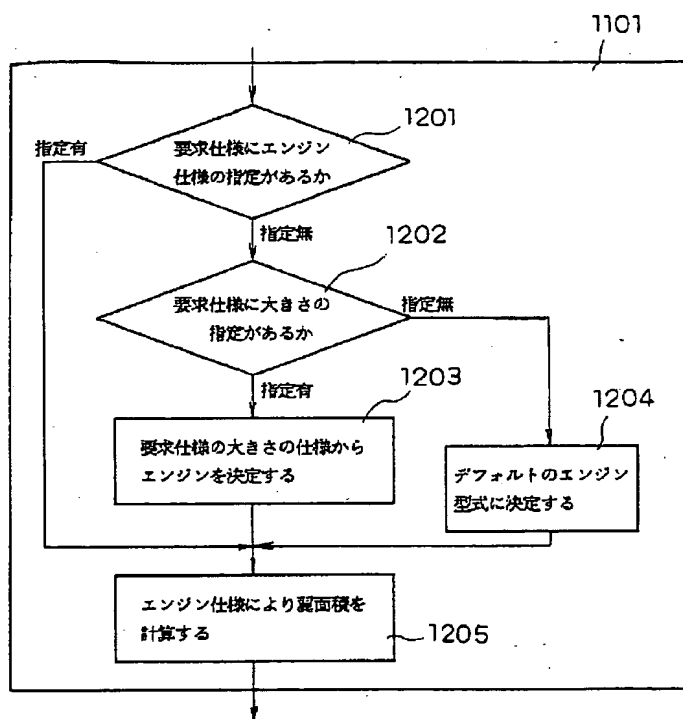 1101
1201
指定有
要求仕様にエンジン
仕様の指定があるか
指定無
1202
要求仕様に大きさの
指定があるか
指定無
指定有
1203
1204
要求仕様の大きさの仕様から
エンジンを決定する
デフォルトのエンジン
型式に決定する
エンジン仕様により翼面積を
計算する
1205